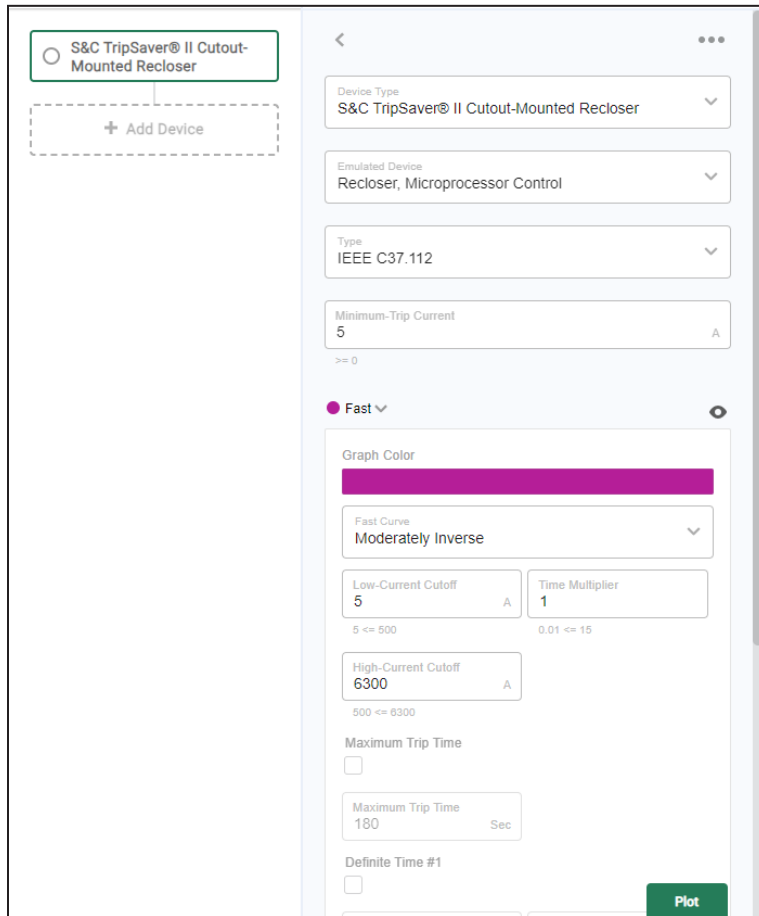 S&C TripSaver® II Cutout-
Mounted Recloser
+ Add Device
Device Type
S&C TripSaver® II Cutout-Mounted Recloser
Emulated Device
Recloser, Microprocessor Control
Type
IEEE C37.112
Minimum-Trip Current
5 A
>= 0
Fast
Graph Color
Fast Curve
Moderately Inverse
Low-Current Cutoff
5 A
5 <= 500
Time Multiplier
1
0.01 <= 15
High-Current Cutoff
6300 A
500 <= 6300
Maximum Trip Time
Maximum Trip Time
180 Sec
Definite Time #1
Plot